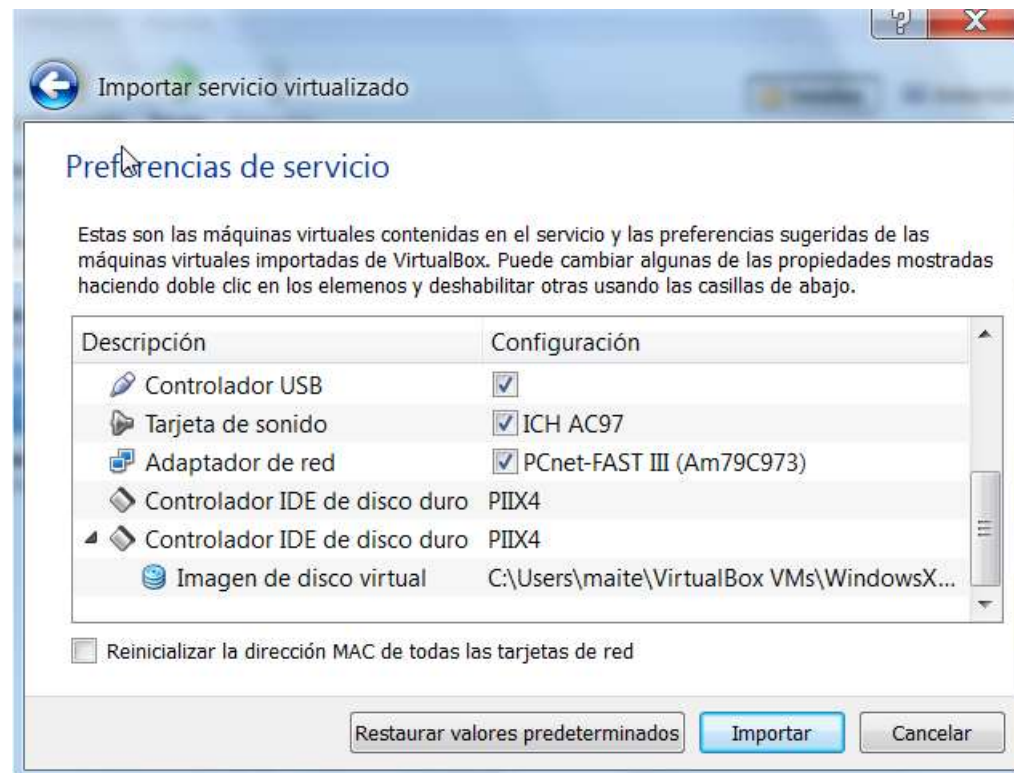 Importar servicio virtualizado
Preferencias de servicio
Estas son las máquinas virtuales contenidas en el servicio y las preferencias sugeridas de las
máquinas virtuales importadas de VirtualBox. Puede cambiar algunas de las propiedades mostradas
haciendo doble clic en los elemenos y deshabilitar otras usando las casillas de abajo.
Descripción Configuración
Controlador USB
Tarjeta de sonido ICH AC97
Adaptador de red PCnet-FAST III (Am79C973)
Controlador IDE de disco duro PIIX4
Controlador IDE de disco duro PIIX4
Imagen de disco virtual C:\Users\maite\VirtualBox VMs\WindowsX...
Reinicializar la dirección MAC de todas las tarjetas de red
Restaurar valores predeterminados Importar Cancelar